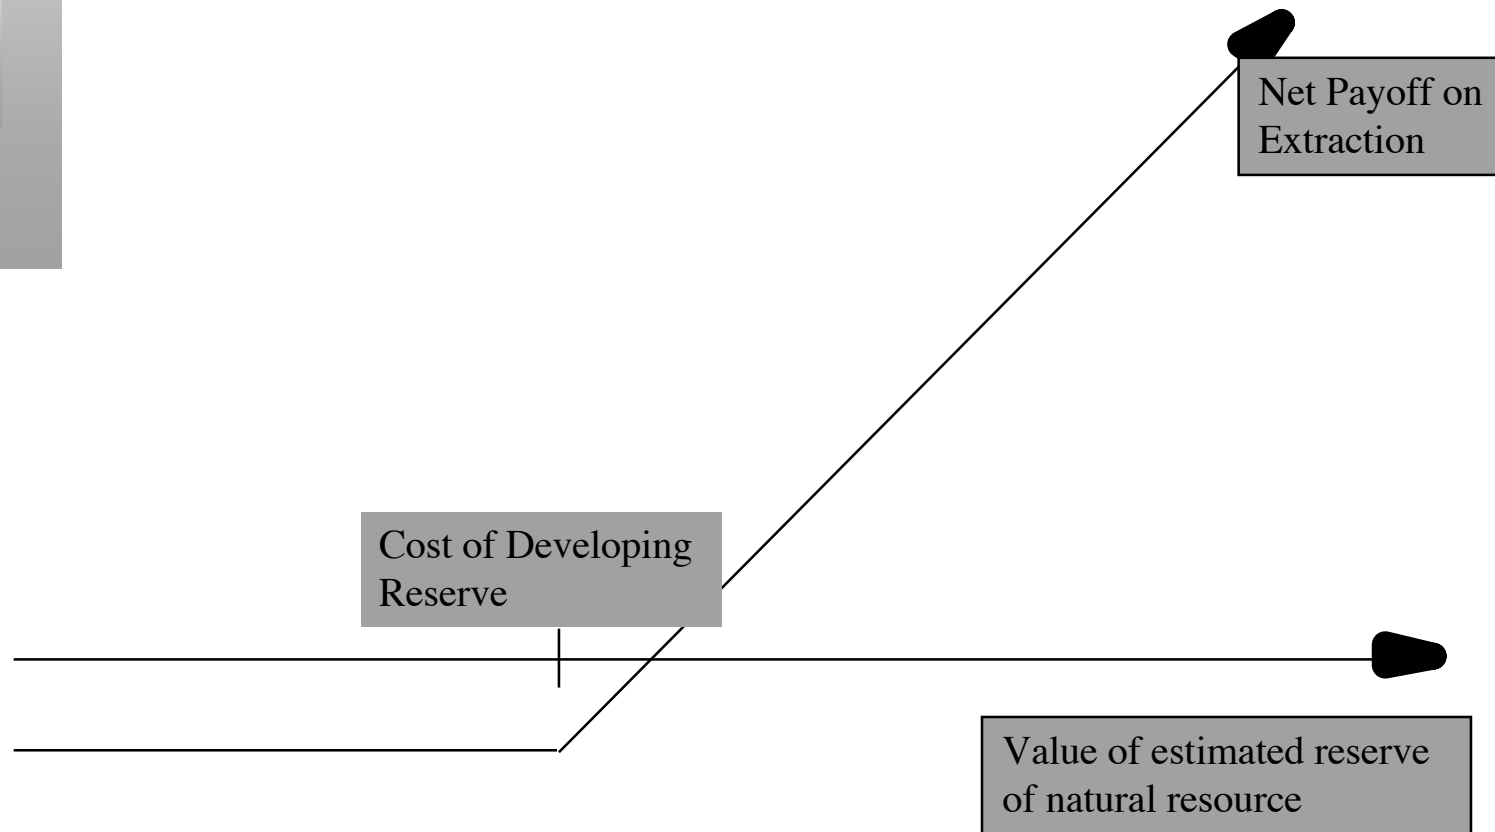 Net Payoff on
Extraction
Cost of Developing
Reserve
Value of estimated reserve
of natural resource